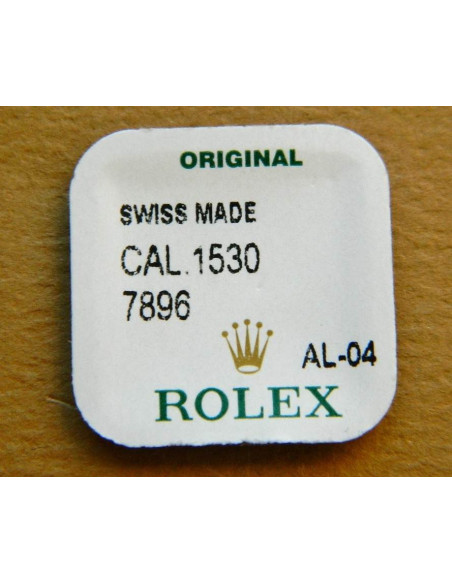 ORIGINAL
SWISS MADE
CAL.1530
7896
AL-04
ROLEX